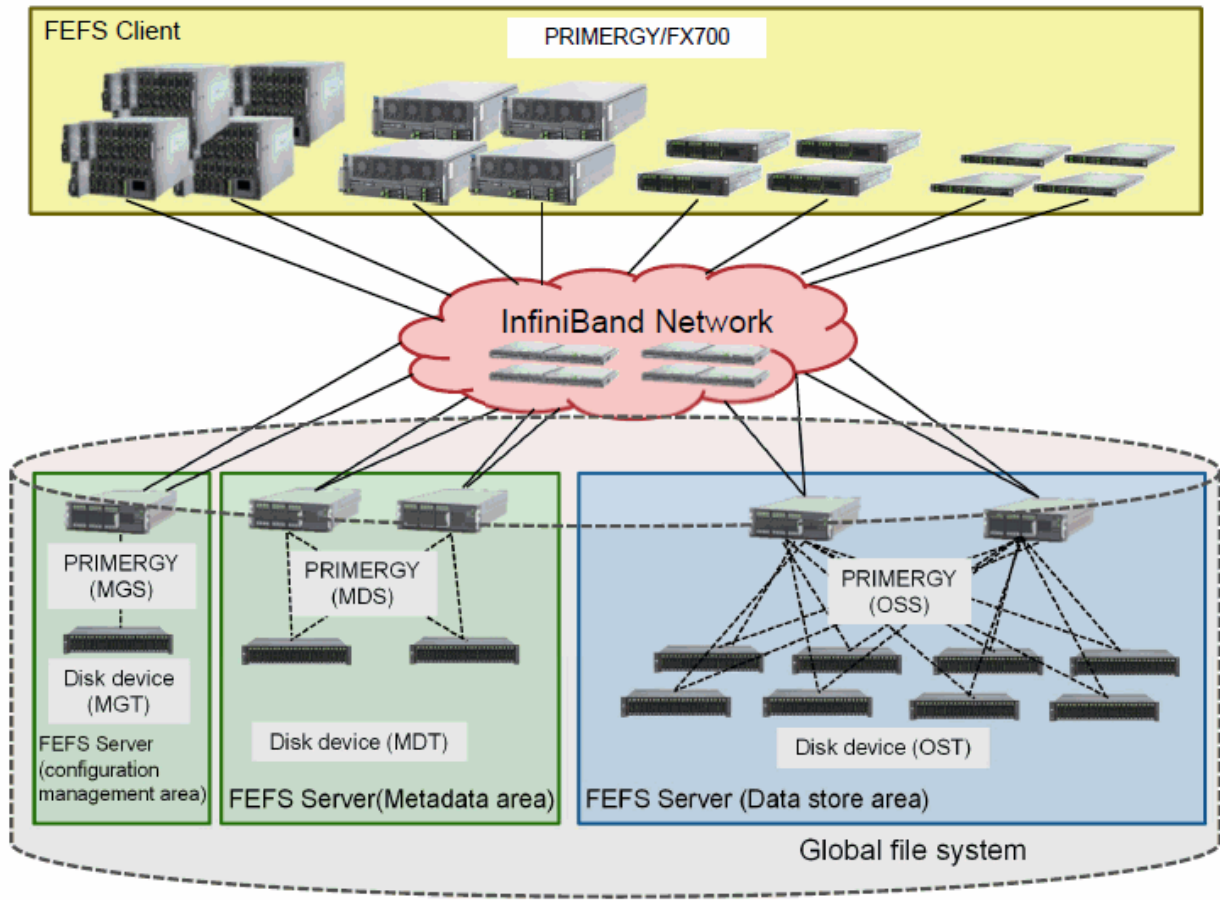 FEFS Client
PRIMERGY/FX700
InfiniBand Network
PRIMERGY
(MGS)
Disk device
(MGT)
FEFS Server
(configuration
management area)
PRIMERGY
(MDS)
Disk device (MDT)
FEFS Server(Metadata area)
PRIMERGY
(OSS)
Disk device (OST)
FEFS Server (Data store area)
Global file system